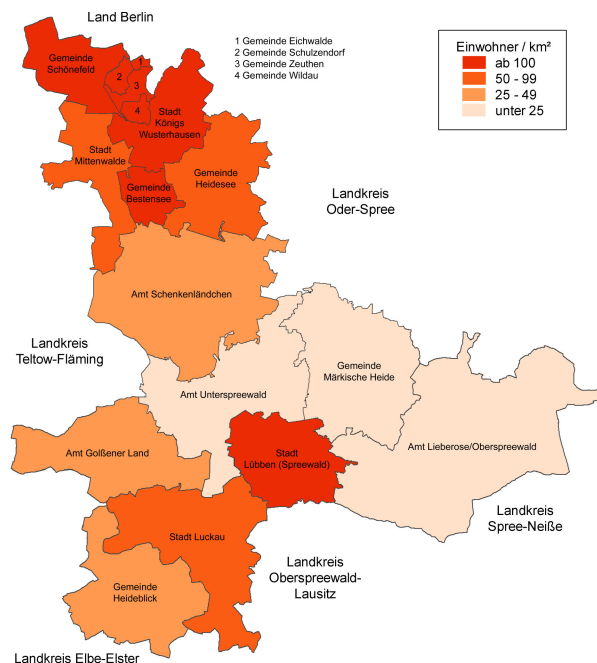 Land Berlin
1 Gemeinde Eichwalde
2 Gemeinde Schulzendorf
3 Gemeinde Zeuthen
4 Gemeinde Wildau
Einwohner / km²
ab 100
50 - 99
25 - 49
unter 25
Gemeinde
Schönefeld
1
2
3
4
Stadt
Königs
Wusterhausen
Stadt
Mittenwalde
Gemeinde
Heidesee
Gemeinde
Bestensee
Landkreis
Oder-Spree
Amt Schenkenländchen
Landkreis
Teltow-Fläming
Gemeinde
Märkische Heide
Amt Unterspreewald
Amt Lieberose/Oberspreewald
Amt Golßener Land
Stadt
Lübben (Spreewald)
Landkreis
Spree-Neiße
Stadt Luckau
Landkreis
Oberspreewald-
Lausitz
Gemeinde
Heideblick
Landkreis Elbe-Elster